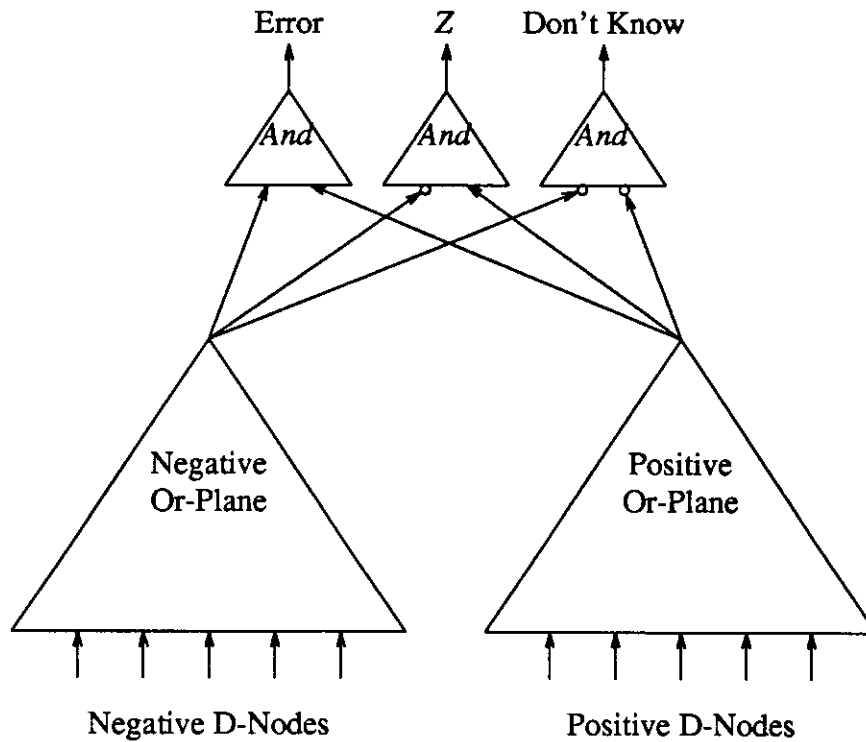 Error Z Don't Know
And And And
Negative Positive
Or-Plane Or-Plane
Negative D-Nodes Positive D-Nodes